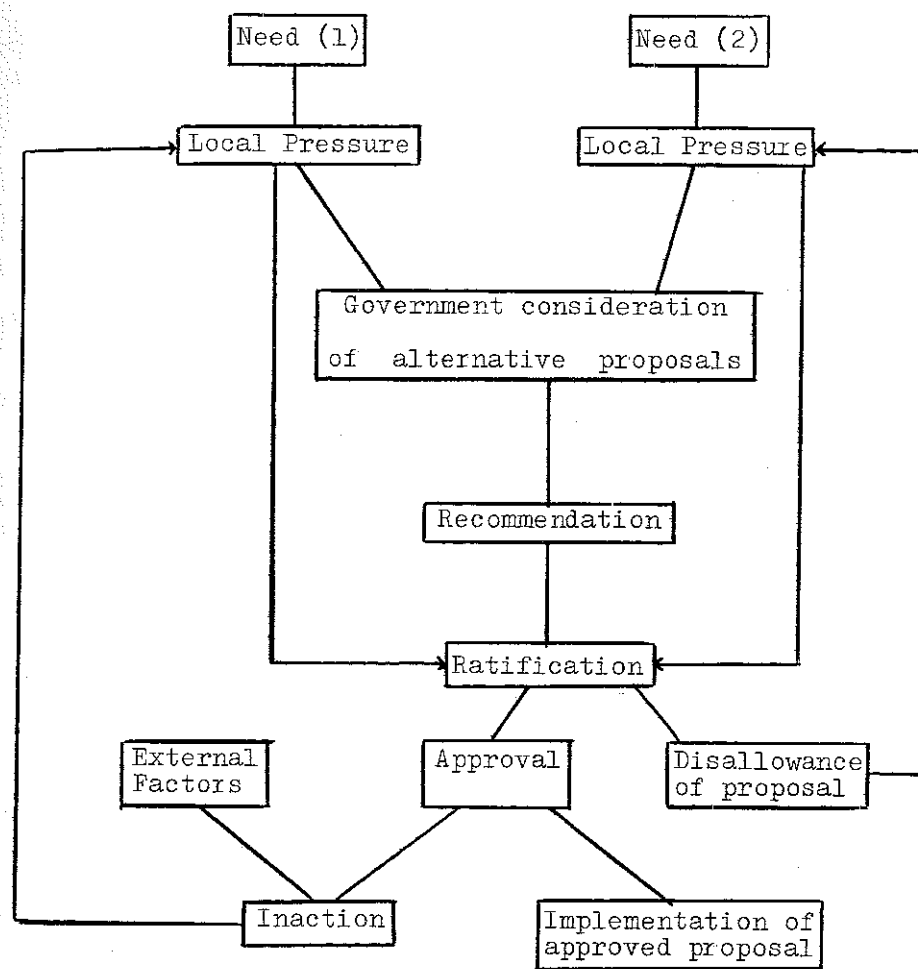 Need (1)
Need (2)
Local Pressure
Local Pressure
Government consideration
of alternative proposals
Recommendation
Ratification
External
Factors
Approval
Disallowance
of proposal
Inaction
Implementation of
approved proposal